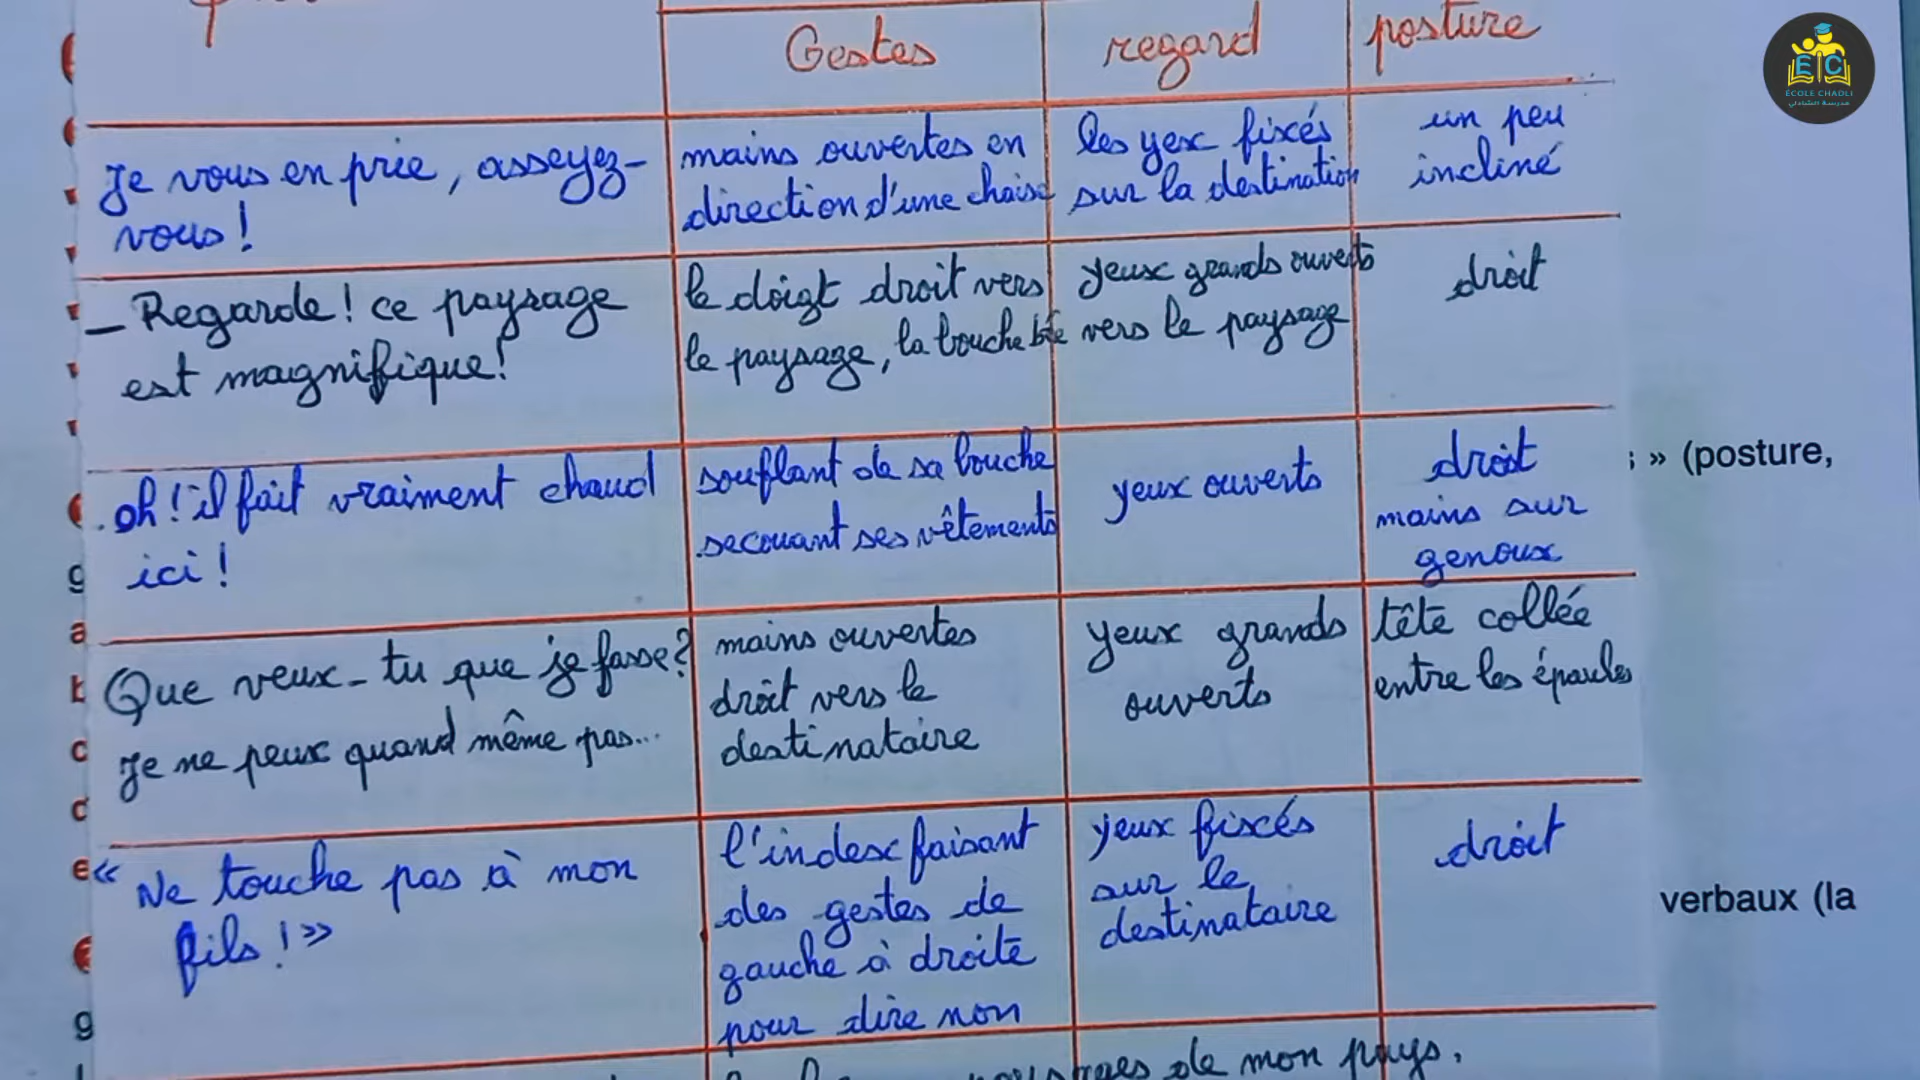 Gestes
regard
posture
ÉCOLE CHADLI
مدرسة الشادلي
Je vous en prie, asseyez-
vous !
mains ouvertes en
direction d'une chaise
les yex fixés
sur la destination
un peu
incliné
_ Regarde ! ce paysage
est magnifique !
le doigt droit vers
le paysage, la bouche bée
yeux grands ouverts
vers le paysage
droit
. oh ! il fait vraiment chaud
ici !
souflant de sa bouche
secouant ses vêtements
yeux ouverts
droit
mains sur
genoux
; » (posture,
Que veux-tu que je fasse ?
Je ne peux quand même pas...
mains ouvertes
droit vers le
destinataire
yeux grands
ouverts
tête collée
entre les épaules
« Ne touche pas à mon
fils ! »
l'index faisant
des gestes de
gauche à droite
pour dire non
yeux fixés
sur le
destinataire
droit
verbaux (la
de mon pays.